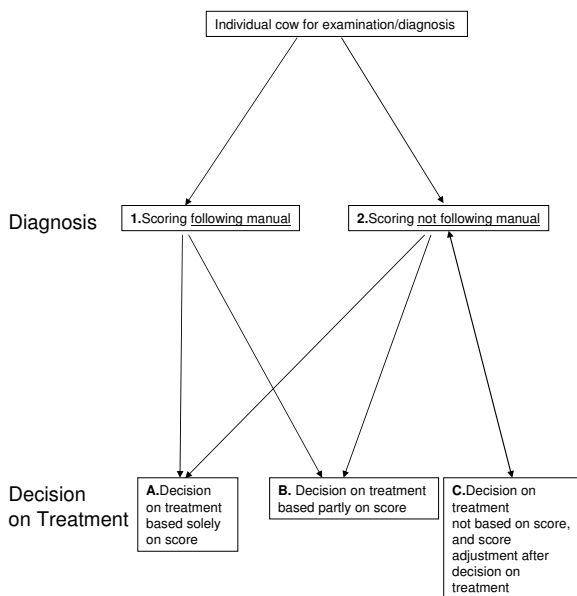 Individual cow for examination/diagnosis
Diagnosis
1.Scoring following manual
2.Scoring not following manual
Decision
on Treatment
A.Decision
on treatment
based solely
on score
B. Decision on treatment
based partly on score
C.Decision on
treatment
not based on score,
and score
adjustment after
decision on
treatment